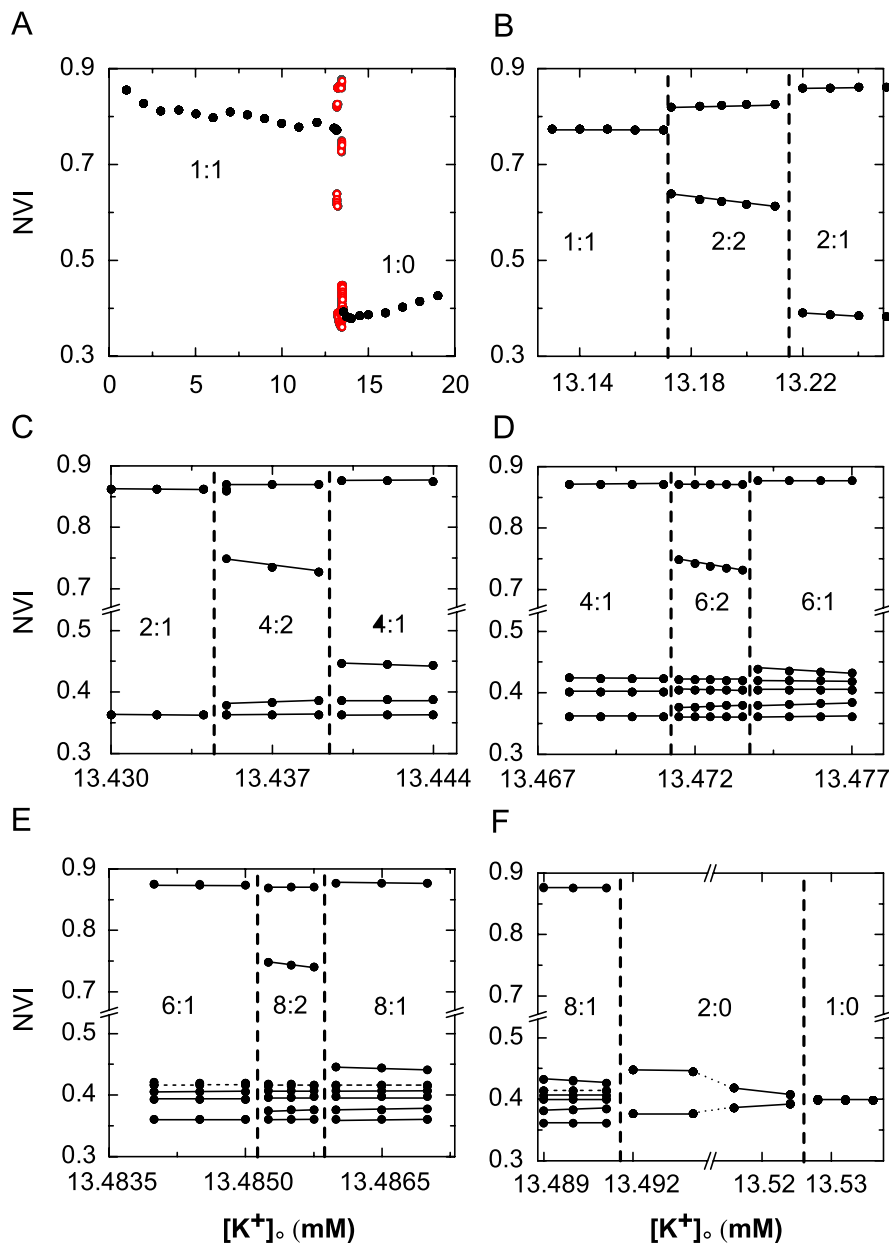 A
B
0.9
0.7
0.5
0.3
NVI
1:1
1:0
0 5 10 15 20
0.9
0.7
0.5
0.3
1:1 2:2 2:1
13.14 13.18 13.22
C
D
0.9
0.8
0.7
0.5
0.4
0.3
NVI
2:1 4:2 4:1
13.430 13.437 13.444
0.9
0.8
0.7
0.5
0.4
0.3
4:1 6:2 6:1
13.467 13.472 13.477
E
F
0.9
0.8
0.7
0.5
0.4
0.3
NVI
6:1 8:2 8:1
13.4835 13.4850 13.4865
[K+]o (mM)
0.9
0.8
0.7
0.5
0.4
0.3
8:1 2:0 1:0
13.489 13.492 13.52 13.53
[K+]o (mM)